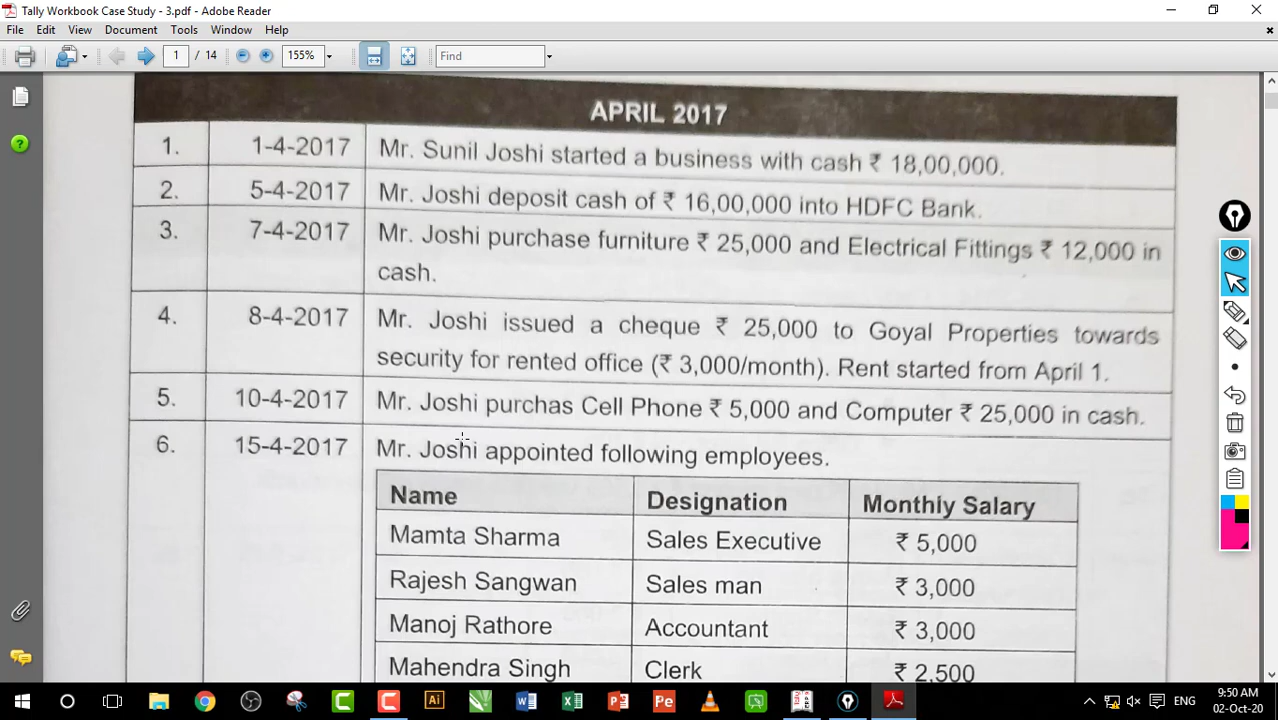 Tally Workbook Case Study - 3.pdf - Adobe Reader
File Edit View Document Tools Window Help
1 / 14 155% Find
APRIL 2017
1. 1-4-2017 Mr. Sunil Joshi started a business with cash ₹ 18,00,000.
2. 5-4-2017 Mr. Joshi deposit cash of ₹ 16,00,000 into HDFC Bank.
3. 7-4-2017 Mr. Joshi purchase furniture ₹ 25,000 and Electrical Fittings ₹ 12,000 in
cash.
4. 8-4-2017 Mr. Joshi issued a cheque ₹ 25,000 to Goyal Properties towards
security for rented office (₹ 3,000/month). Rent started from April 1.
5. 10-4-2017 Mr. Joshi purchas Cell Phone ₹ 5,000 and Computer ₹ 25,000 in cash.
6. 15-4-2017 Mr. Joshi appointed following employees.
Name Designation Monthly Salary
Mamta Sharma Sales Executive ₹ 5,000
Rajesh Sangwan Sales man ₹ 3,000
Manoj Rathore Accountant ₹ 3,000
Mahendra Singh Clerk ₹ 2,500
Ai W X P Pe
ENG
9:50 AM
02-Oct-20